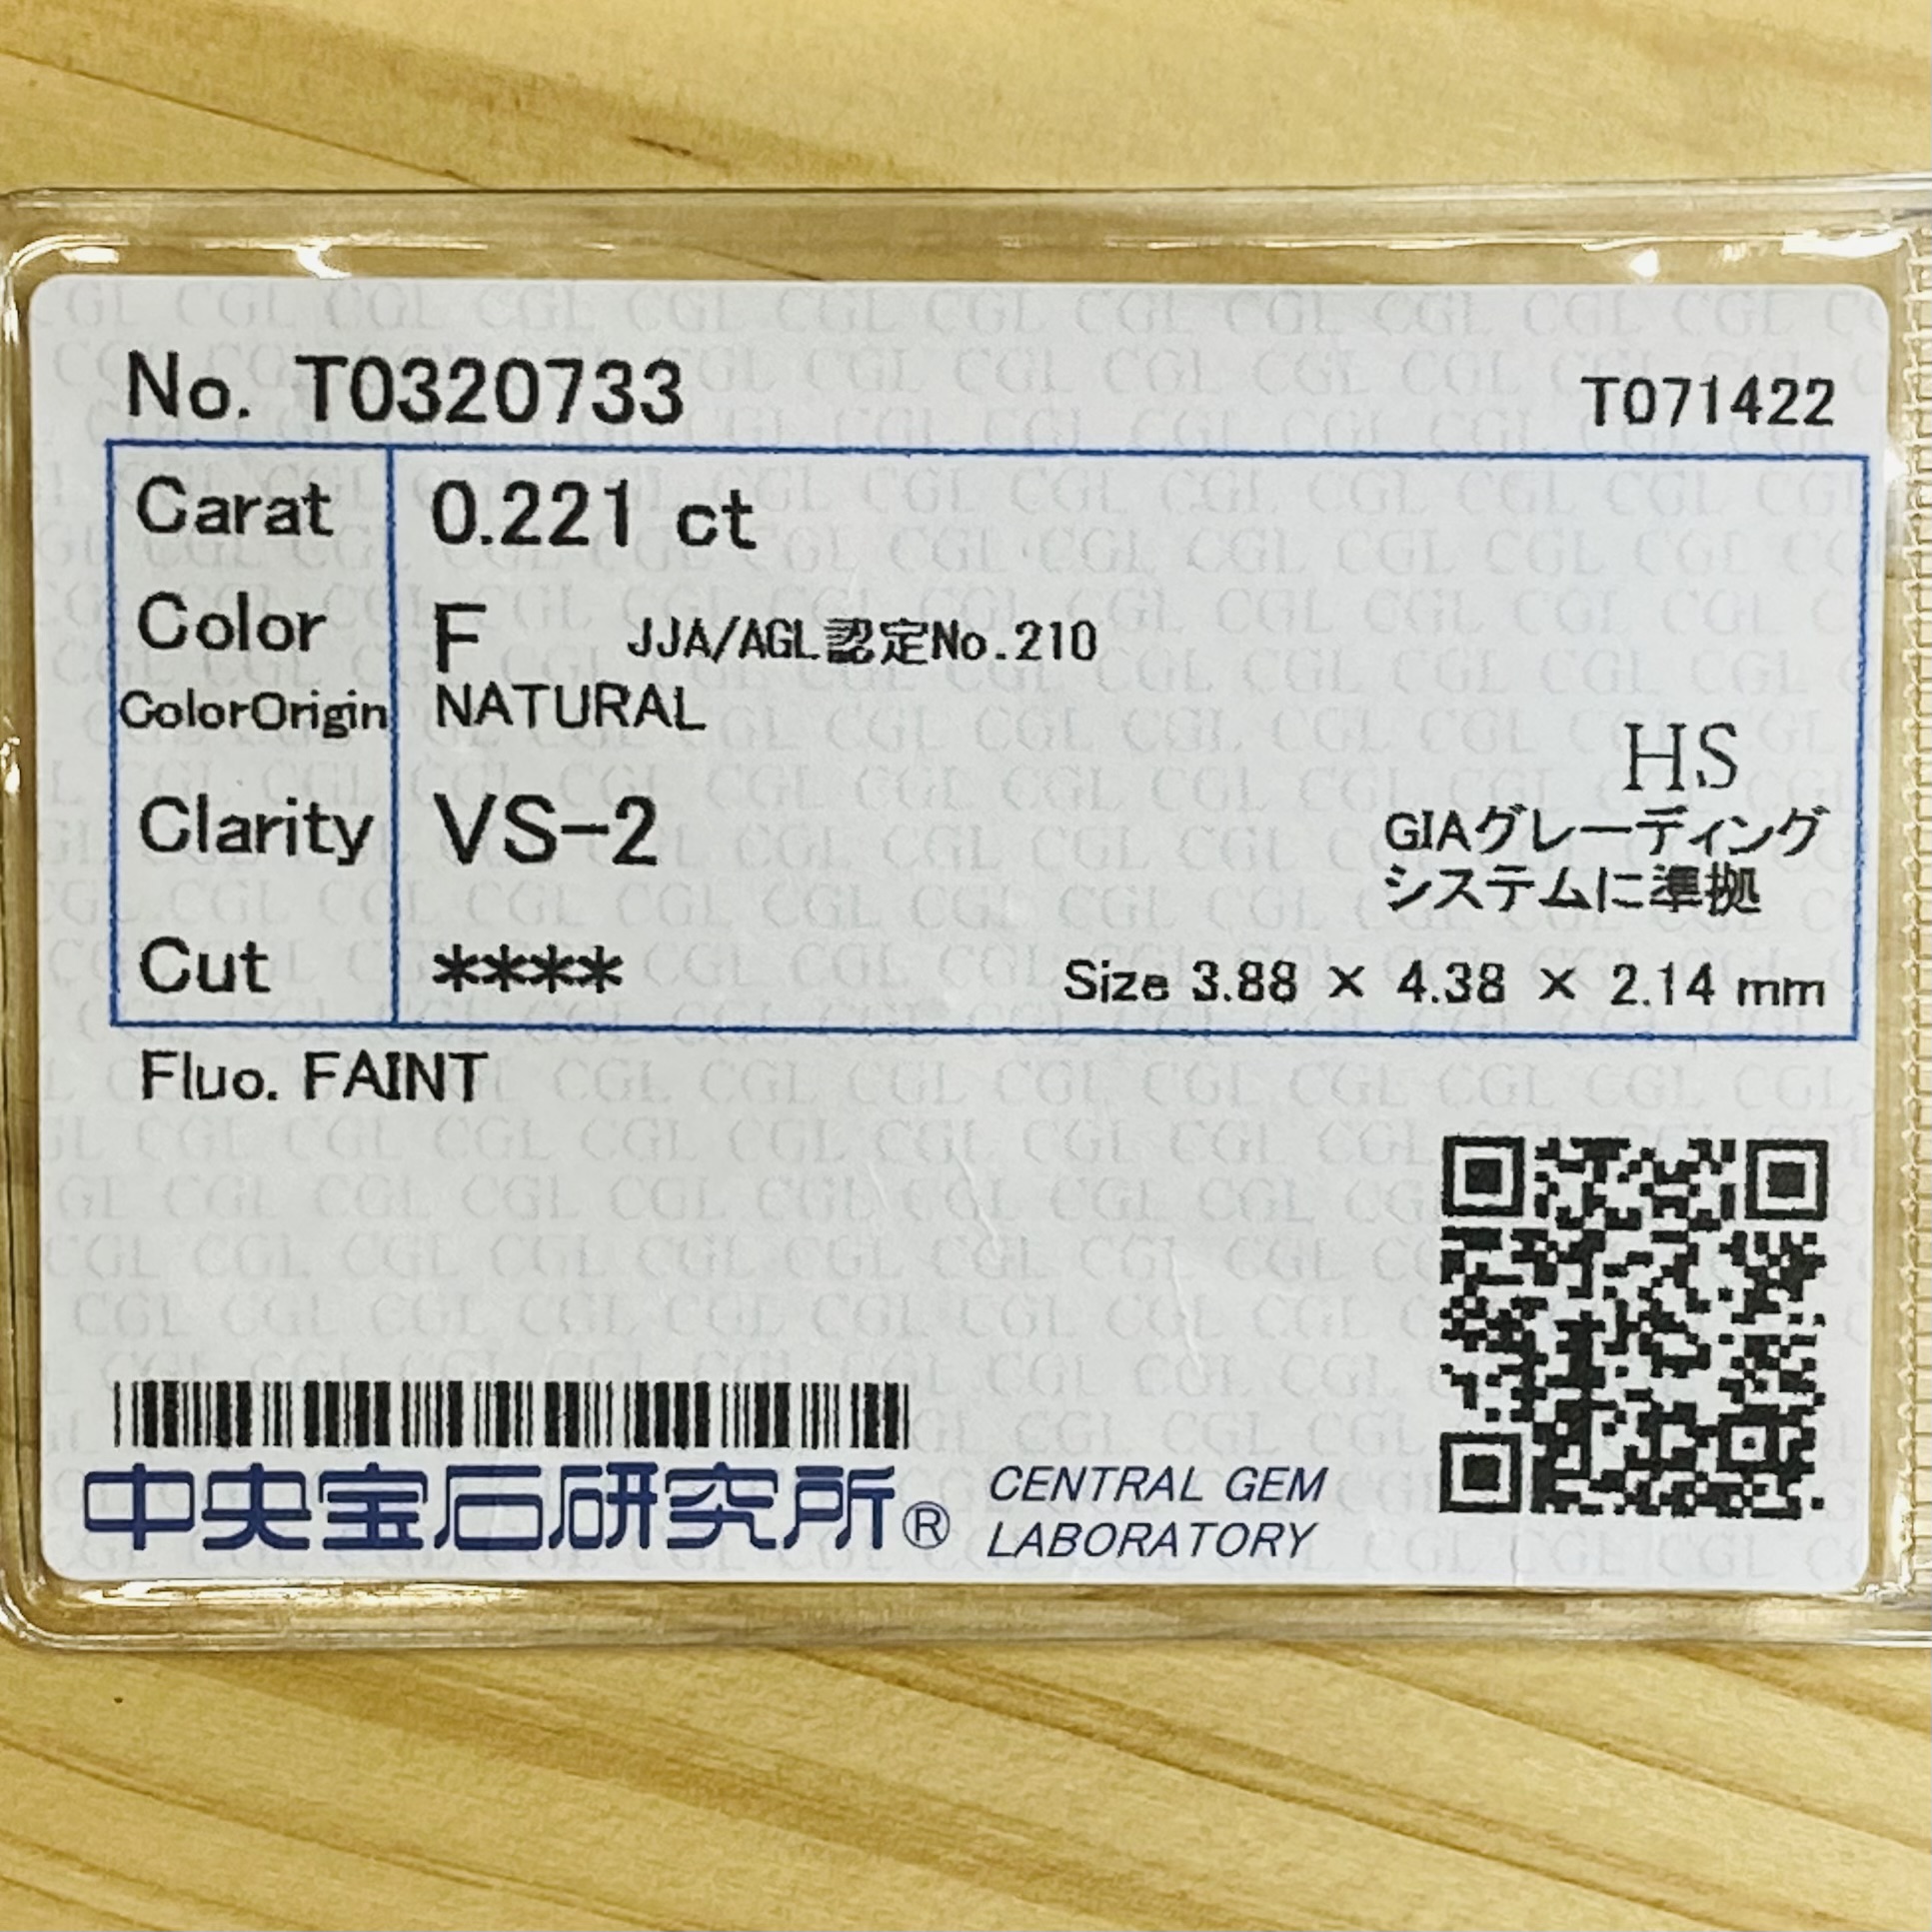 No. T0320733 T071422
Carat 0.221 ct
Color F JJA/AGL認定No.210
ColorOrigin NATURAL
HS
Clarity VS-2 GIAグレーディング
システムに準拠
Cut **** Size 3.88 × 4.38 × 2.14 mm
Fluo. FAINT
中央宝石研究所® CENTRAL GEM
LABORATORY